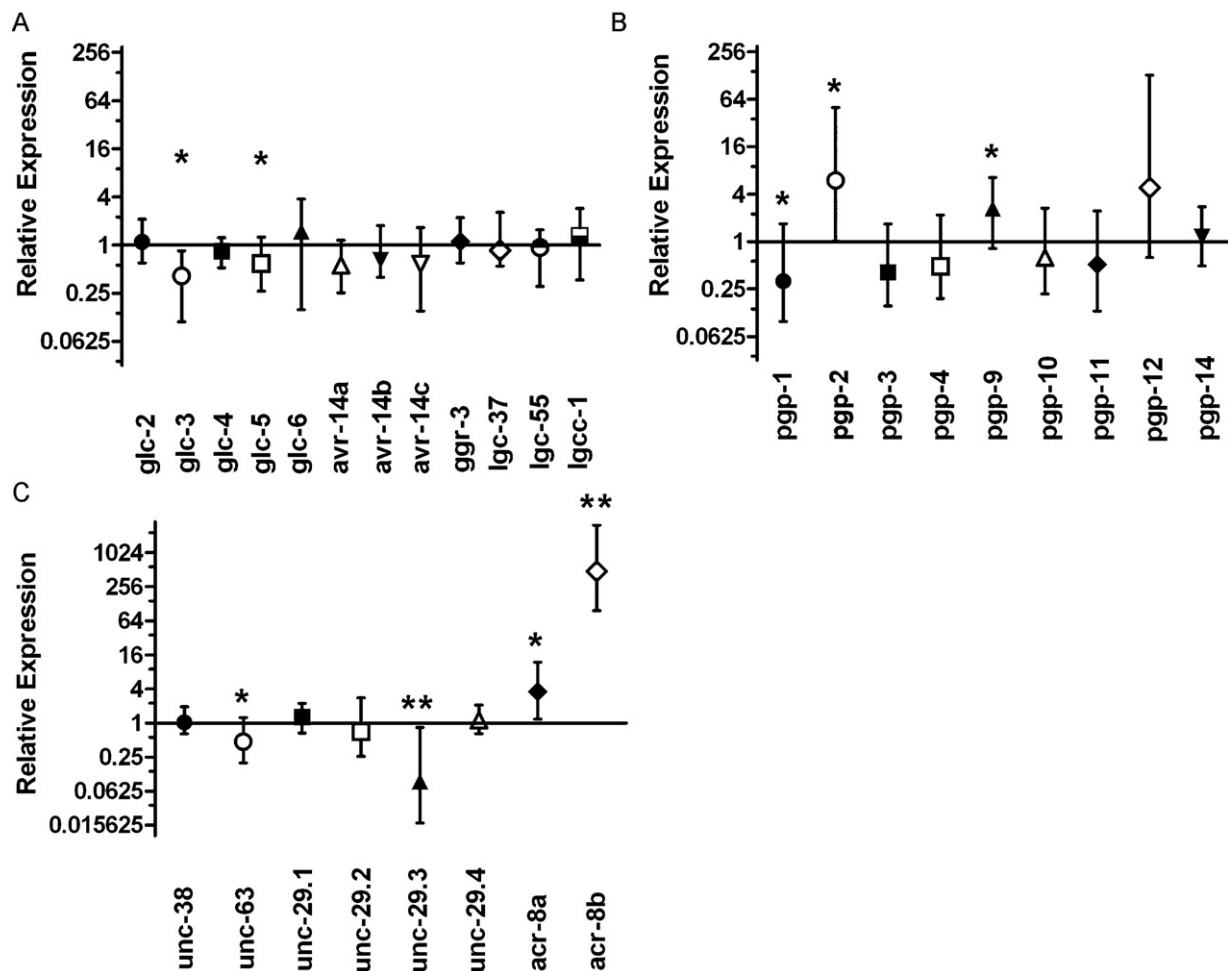 A
Relative Expression
256
64
16
4
1
0.25
0.0625
* *
glc-2 glc-3 glc-4 glc-5 glc-6 avr-14a avr-14b avr-14c ggr-3 lgc-37 lgc-55 lgcc-1
B
Relative Expression
256
64
16
4
1
0.25
0.0625
* * *
pgp-1 pgp-2 pgp-3 pgp-4 pgp-9 pgp-10 pgp-11 pgp-12 pgp-14
C
Relative Expression
1024
256
64
16
4
1
0.25
0.0625
0.015625
* ** * **
unc-38 unc-63 unc-29.1 unc-29.2 unc-29.3 unc-29.4 acr-8a acr-8b